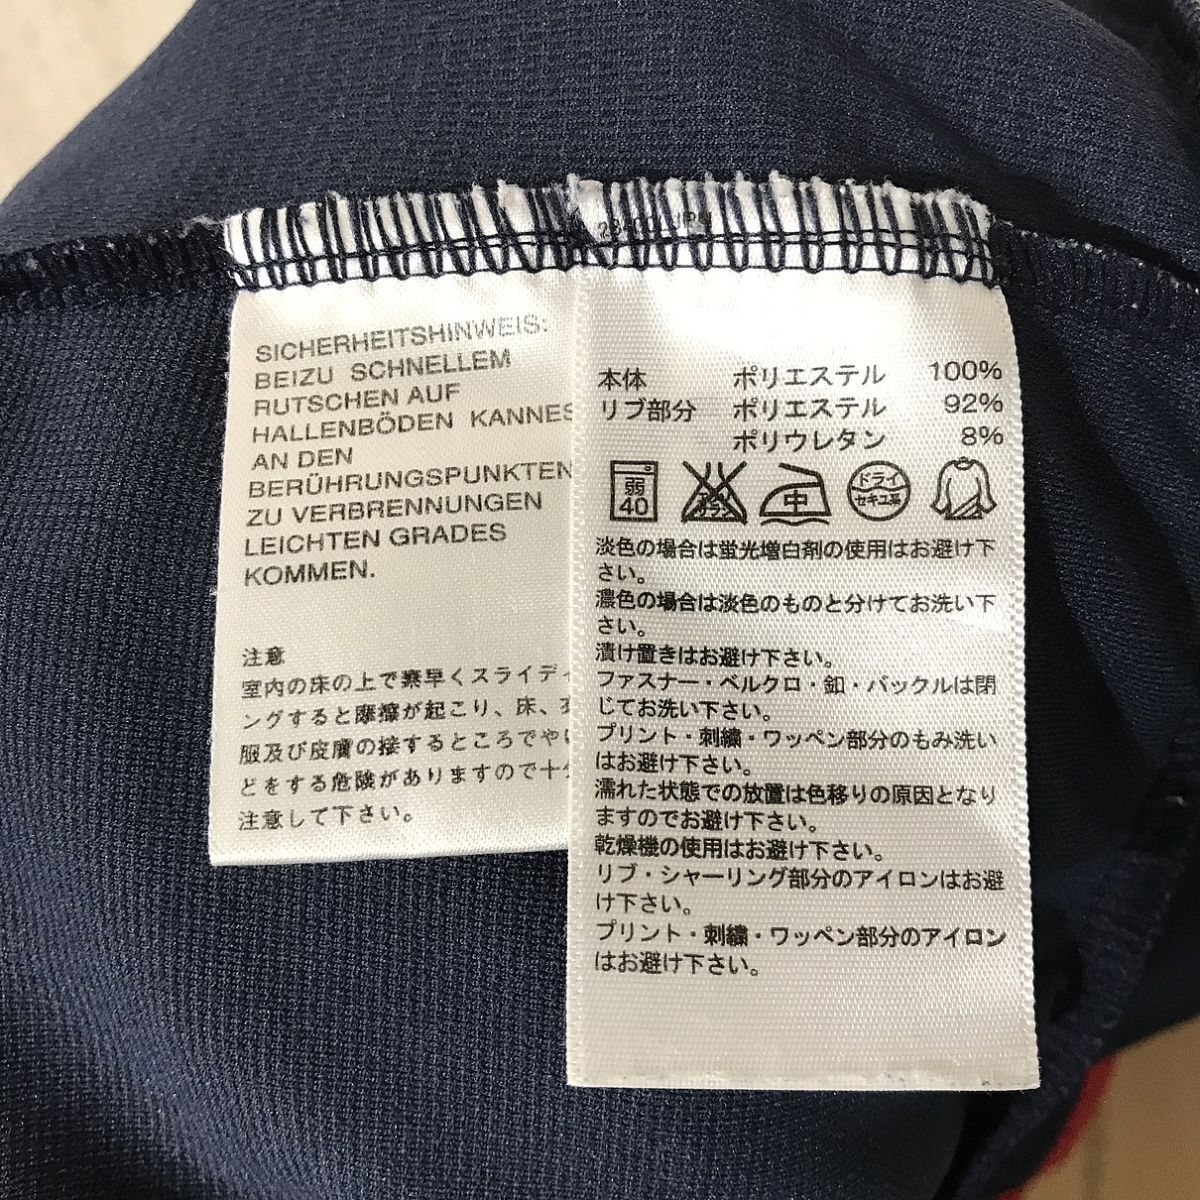 SICHERHEITSHINWEIS:
BEIZU SCHNELLEM
RUTSCHEN AUF
HALLENBÖDEN KANNES
AN DEN
BERÜHRUNGSPUNKTEN
ZU VERBRENNUNGEN
LEICHTEN GRADES
KOMMEN.
注意
室内の床の上で素早くスライディ
ングすると摩擦が起こり、床、
服及び皮膚の接するところでや
どをする危険がありますので十分
注意して下さい。
本体 ポリエステル 100%
リブ部分 ポリエステル 92%
ポリウレタン 8%
弱
40
エンソ
サラシ
中
ドライ
セキユ系
淡色の場合は蛍光増白剤の使用はお避け下
さい。
濃色の場合は淡色のものと分けてお洗い下
さい。
漬け置きはお避け下さい。
ファスナー・ベルクロ・釦・バックルは閉
じてお洗い下さい。
プリント・刺繍・ワッペン部分のもみ洗い
はお避け下さい。
濡れた状態での放置は色移りの原因となり
ますのでお避け下さい。
乾燥機の使用はお避け下さい。
リブ・シャーリング部分のアイロンはお避
け下さい。
プリント・刺繍・ワッペン部分のアイロン
はお避け下さい。